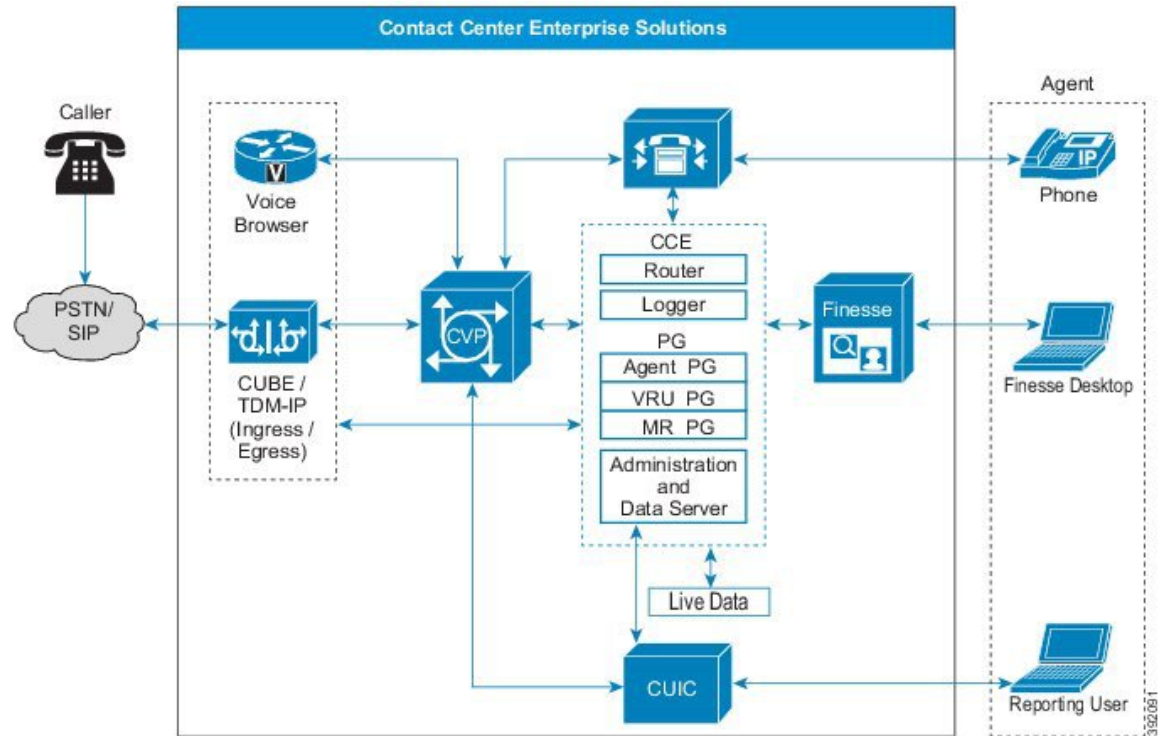 Contact Center Enterprise Solutions
Caller
Agent
V
Voice
Browser
IP
Phone
CCE
Router
Logger
PSTN/
SIP
CVP
Finesse
PG
Agent PG
VRU PG
MR PG
CUBE /
TDM-IP
(Ingress /
Egress)
Finesse Desktop
Administration
and
Data Server
Live Data
CUIC
Reporting User
392091